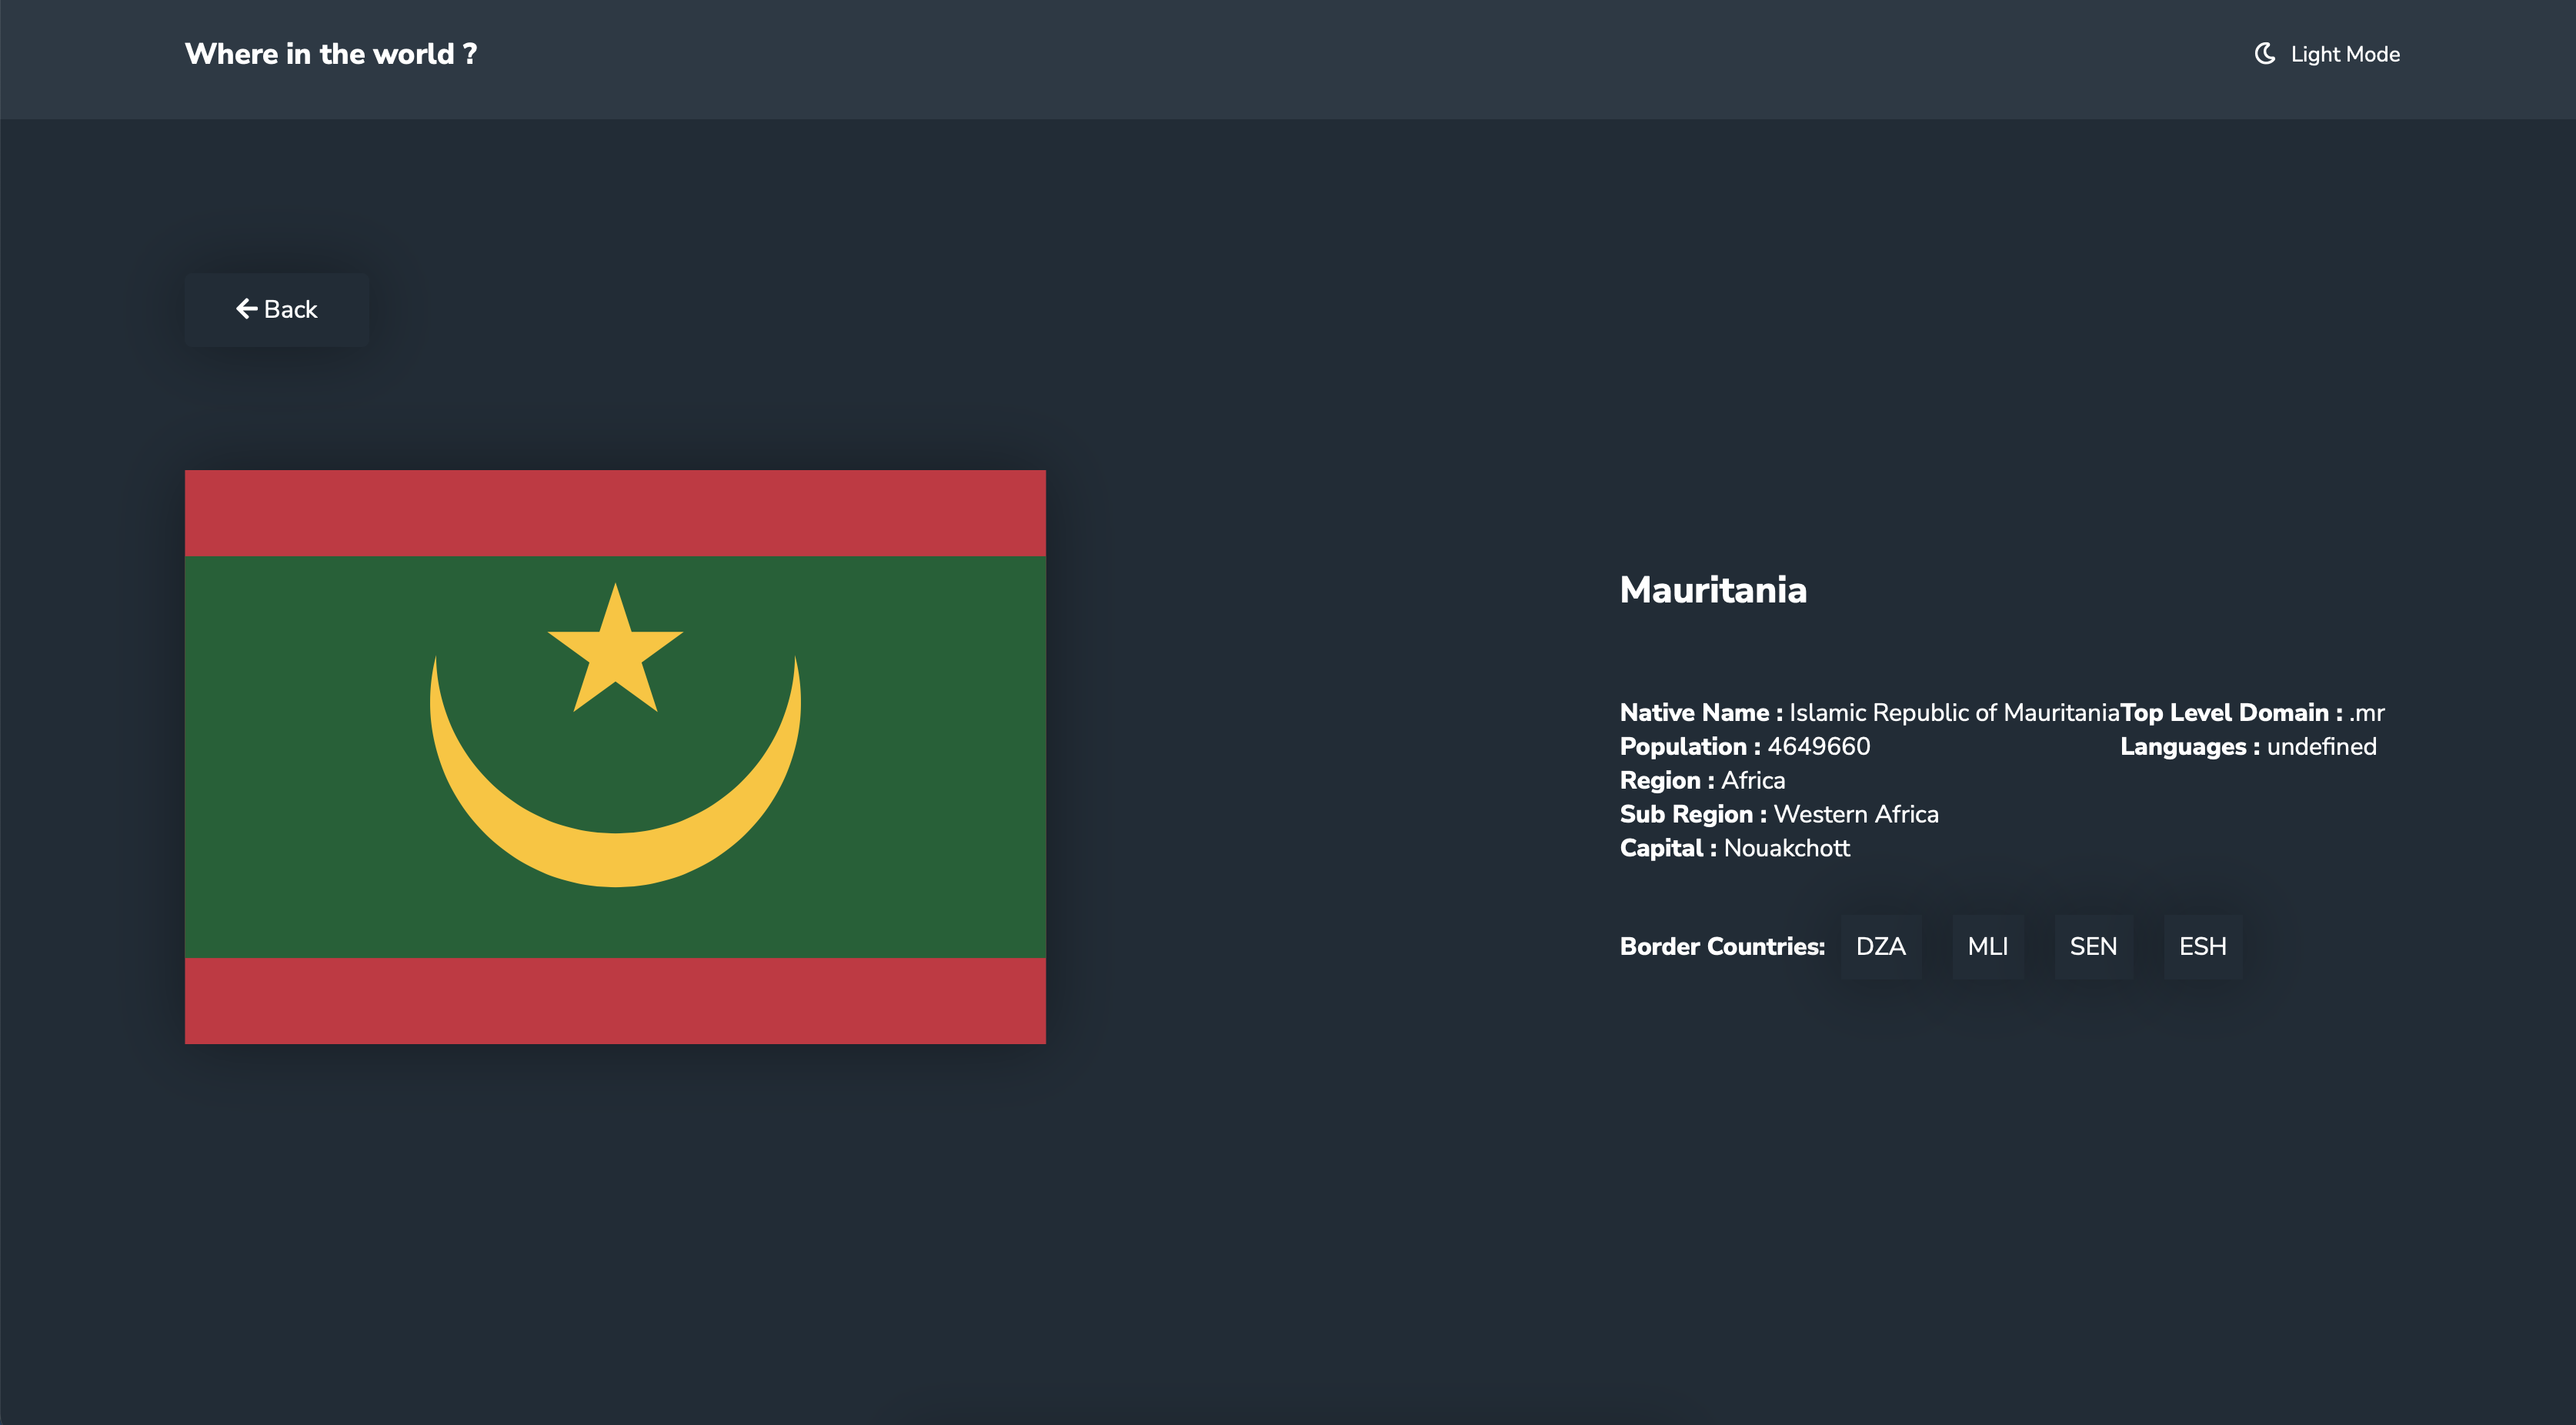 Where in the world ?
Light Mode
Back
Mauritania
Native Name : Islamic Republic of Mauritania
Population : 4649660
Region : Africa
Sub Region : Western Africa
Capital : Nouakchott
Top Level Domain : .mr
Languages : undefined
Border Countries: DZA MLI SEN ESH